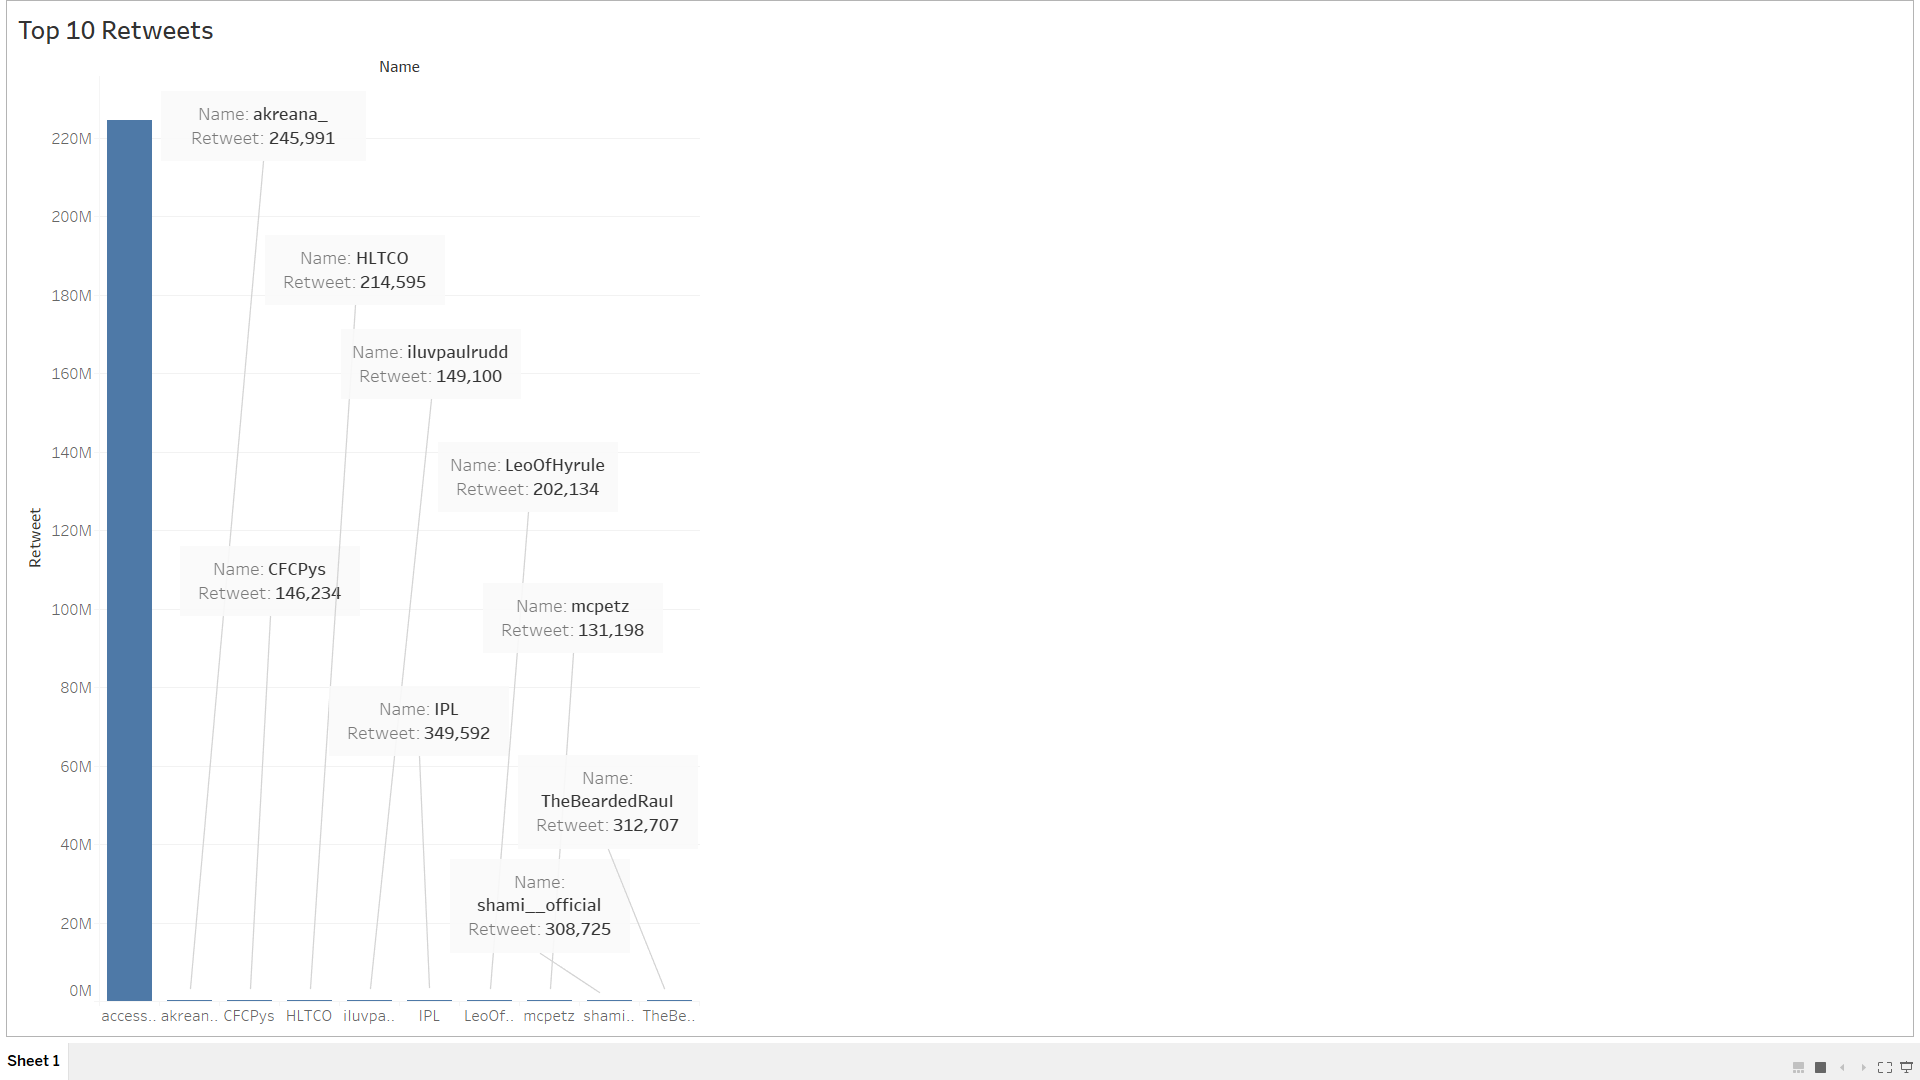 Top 10 Retweets
Name
Name: akreana_
Retweet: 245,991
Name: HLTCO
Retweet: 214,595
Name: iluvpaulrudd
Retweet: 149,100
Name: LeoOfHyrule
Retweet: 202,134
Name: CFCPys
Retweet: 146,234
Name: mcpetz
Retweet: 131,198
Name: IPL
Retweet: 349,592
Name:
TheBeardedRauI
Retweet: 312,707
Name:
shami__official
Retweet: 308,725
Retweet
220M
200M
180M
160M
140M
120M
100M
80M
60M
40M
20M
0M
access.. akrean.. CFCPys HLTCO iluvpa.. IPL LeoOf.. mcpetz shami.. TheBe..
Sheet 1